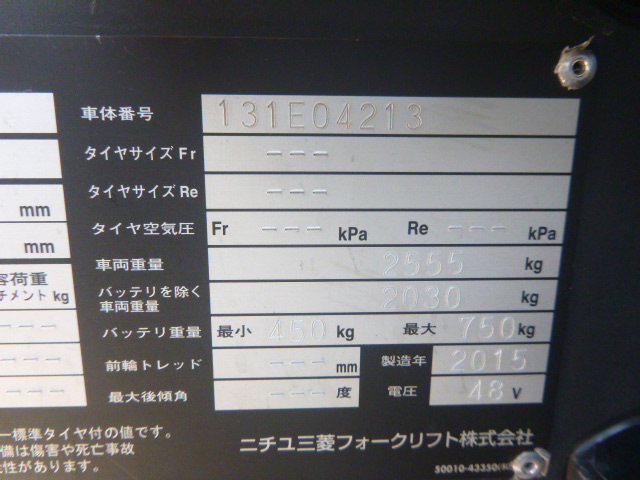 車体番号 131E04213
タイヤサイズ Fr ---
タイヤサイズ Re ---
mm
タイヤ空気圧 Fr --- kPa Re --- kPa
mm
車両重量 2555 kg
容荷重
チメント kg
バッテリを除く
車両重量 2030 kg
---
バッテリ重量 最小 450 kg 最大 750 kg
---
前輪トレッド --- mm 製造年 2015
---
最大後傾角 --- 度 電圧 48 V
ー標準タイヤ付の値です。
備は傷害や死亡事故
性があります。
ニチユ三菱フォークリフト株式会社
50010-43350